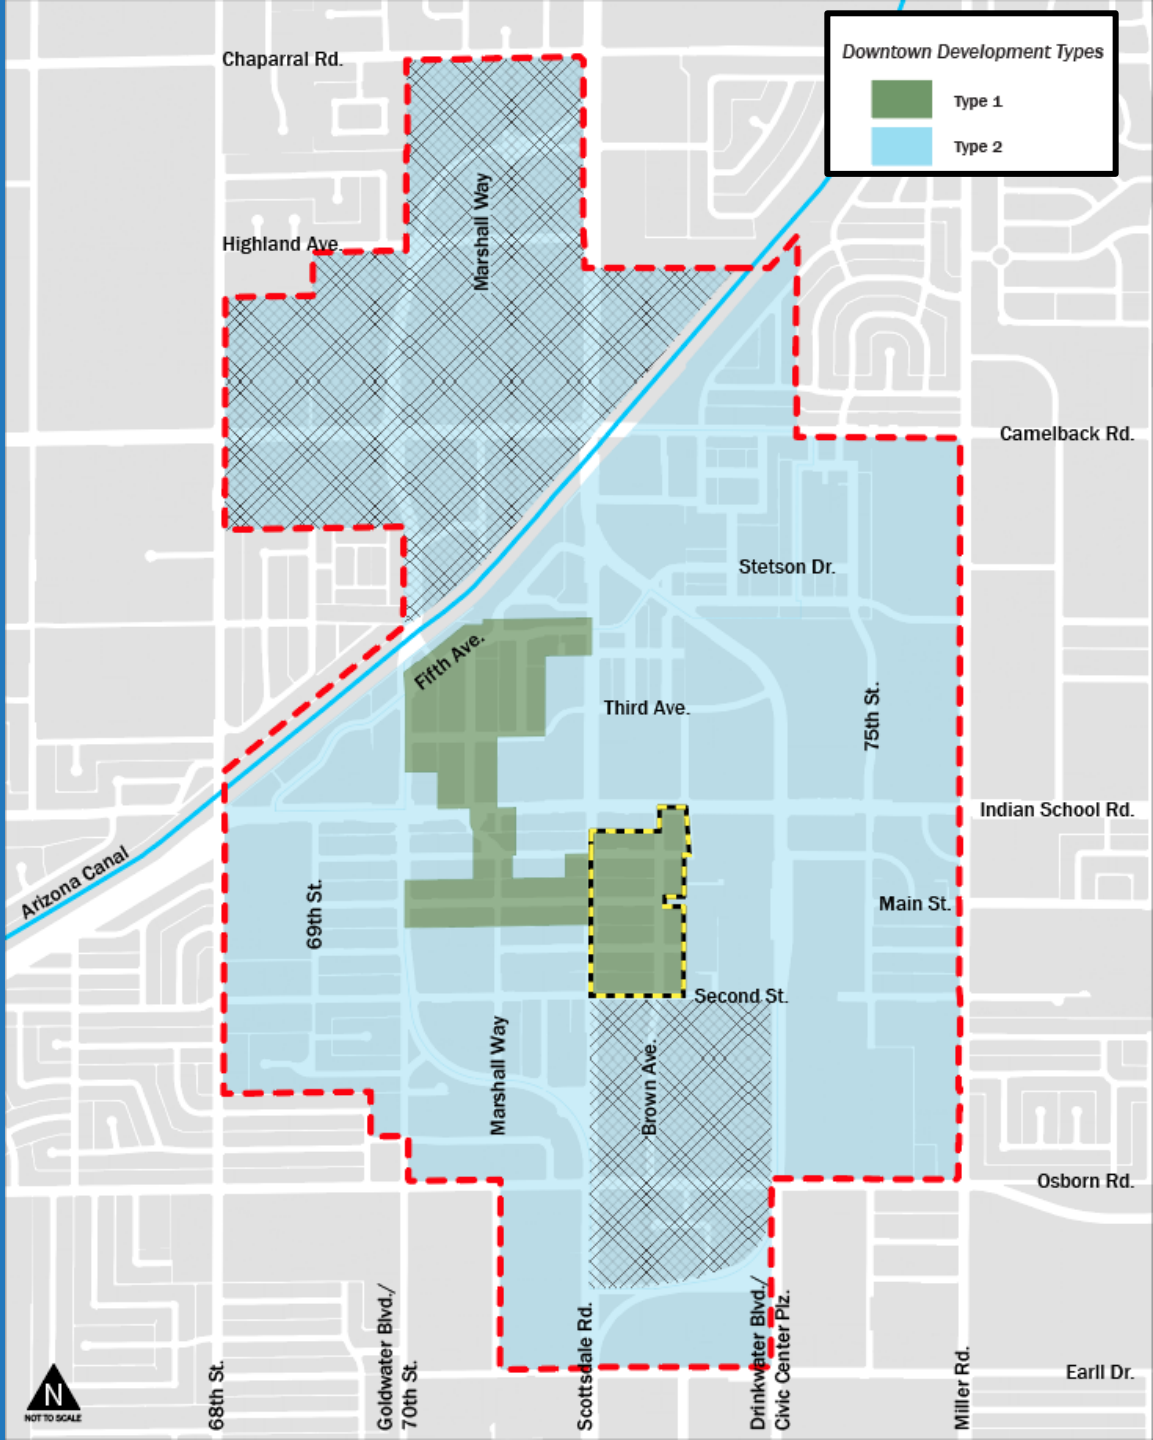 Downtown Development Types
Type 1
Type 2
Chaparral Rd.
Marshall Way
Highland Ave.
Camelback Rd.
Stetson Dr.
Fifth Ave.
Third Ave.
75th St.
Indian School Rd.
Arizona Canal
69th St.
Main St.
Second St.
Marshall Way
Brown Ave.
Osborn Rd.
Earll Dr.
N
NOT TO SCALE
68th St.
Goldwater Blvd./
70th St.
Scottsdale Rd.
Drinkwater Blvd./
Civic Center Plz.
Miller Rd.